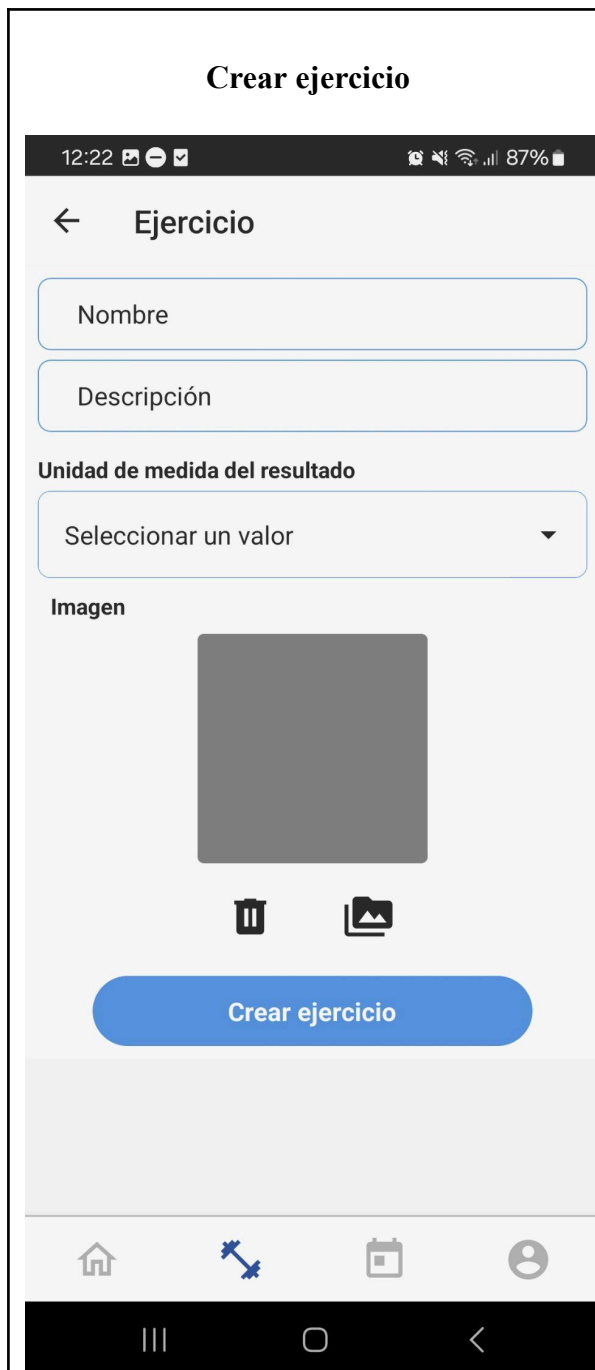 Crear ejercicio
12:22 87%
Ejercicio
Nombre
Descripción
Unidad de medida del resultado
Seleccionar un valor
Imagen
Crear ejercicio